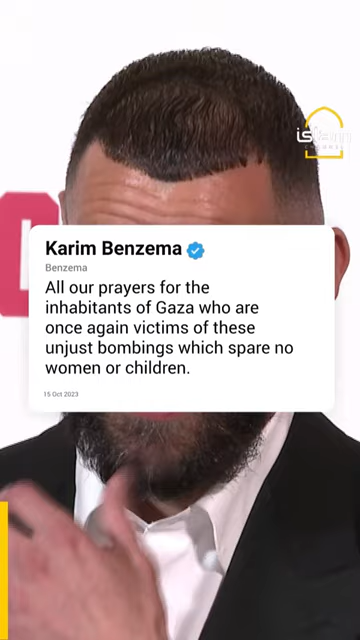 Karim Benzema
Benzema
All our prayers for the
inhabitants of Gaza who are
once again victims of these
unjust bombings which spare no
women or children.
15 Oct 2023